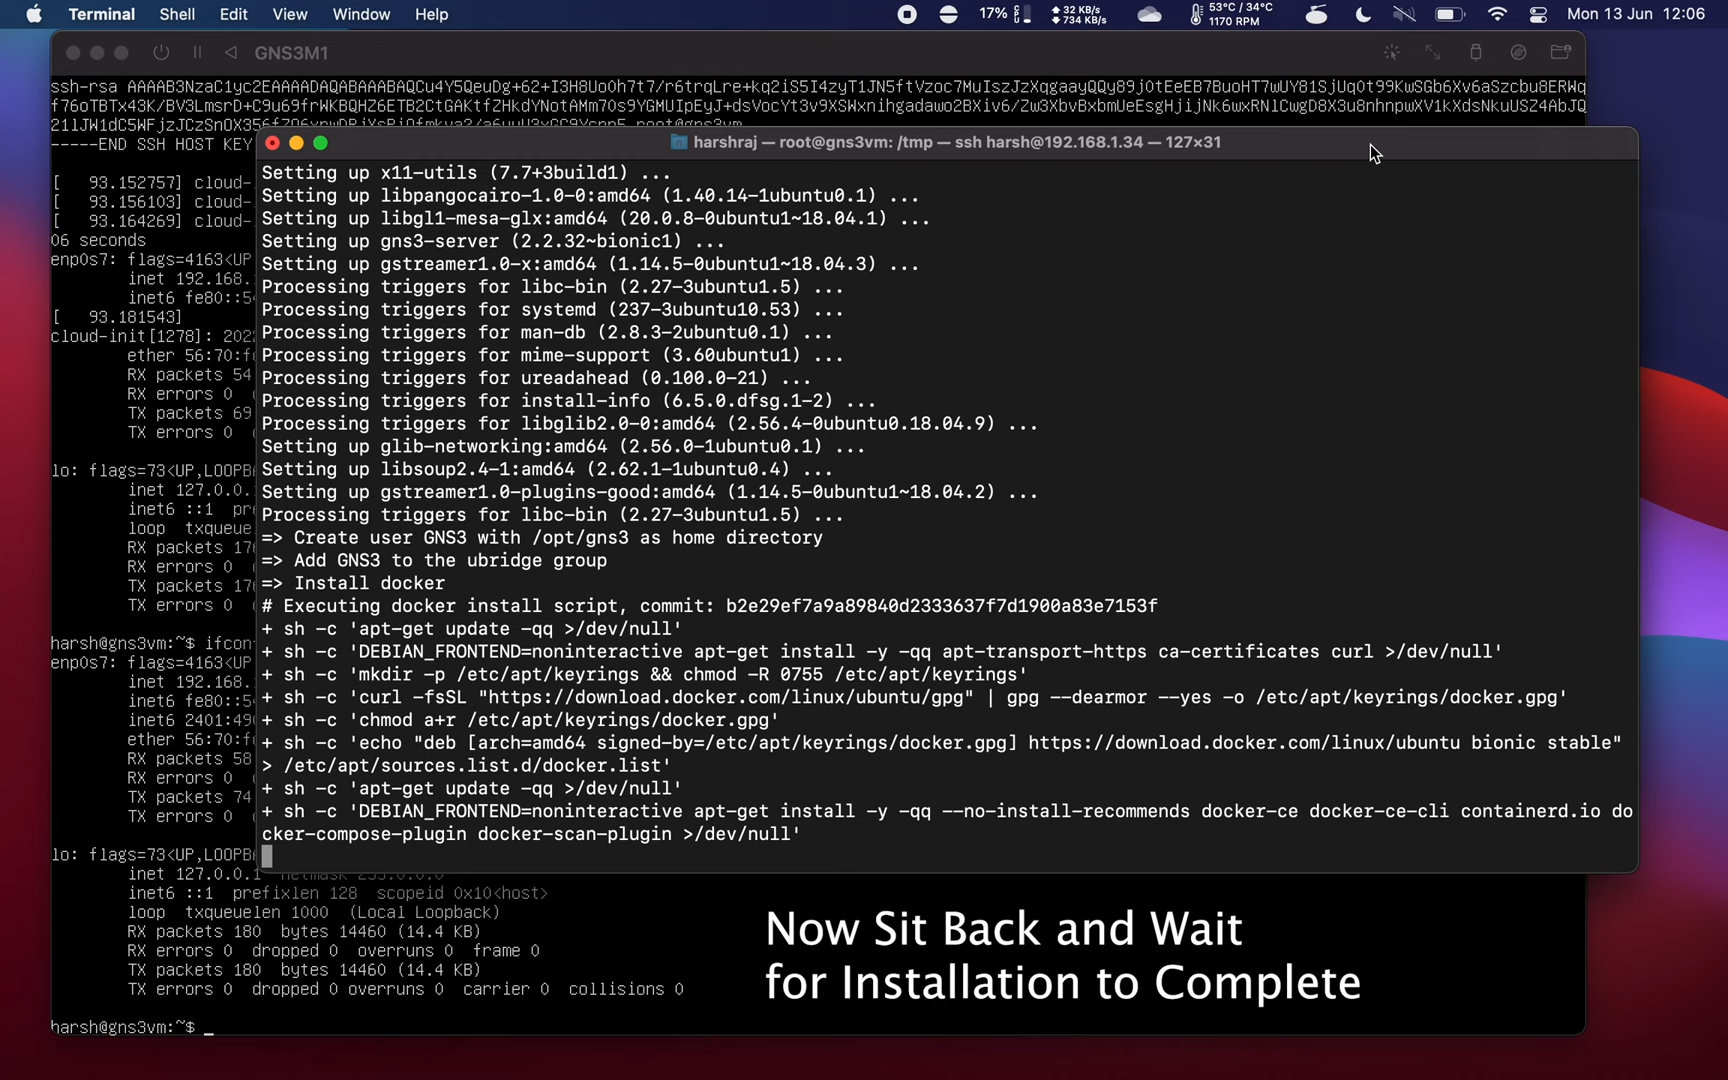 Terminal Shell Edit View Window Help 17% 32 KB/s 734 KB/s 53°C / 34°C 1170 RPM Mon 13 Jun 12:06
GNS3M1
-----END SSH HOST KEY
harshraj — root@gns3vm: /tmp — ssh harsh@192.168.1.34 — 127×31
Setting up x11-utils (7.7+3build1) ...
Setting up libpangocairo-1.0-0:amd64 (1.40.14-1ubuntu0.1) ...
Setting up libgl1-mesa-glx:amd64 (20.0.8-0ubuntu1~18.04.1) ...
Setting up gns3-server (2.2.32~bionic1) ...
Setting up gstreamer1.0-x:amd64 (1.14.5-0ubuntu1~18.04.3) ...
Processing triggers for libc-bin (2.27-3ubuntu1.5) ...
Processing triggers for systemd (237-3ubuntu10.53) ...
Processing triggers for man-db (2.8.3-2ubuntu0.1) ...
Processing triggers for mime-support (3.60ubuntu1) ...
Processing triggers for ureadahead (0.100.0-21) ...
Processing triggers for install-info (6.5.0.dfsg.1-2) ...
Processing triggers for libglib2.0-0:amd64 (2.56.4-0ubuntu0.18.04.9) ...
Setting up glib-networking:amd64 (2.56.0-1ubuntu0.1) ...
Setting up libsoup2.4-1:amd64 (2.62.1-1ubuntu0.4) ...
Setting up gstreamer1.0-plugins-good:amd64 (1.14.5-0ubuntu1~18.04.2) ...
Processing triggers for libc-bin (2.27-3ubuntu1.5) ...
=> Create user GNS3 with /opt/gns3 as home directory
=> Add GNS3 to the ubridge group
=> Install docker
# Executing docker install script, commit: b2e29ef7a9a89840d2333637f7d1900a83e7153f
+ sh -c 'apt-get update -qq >/dev/null'
+ sh -c 'DEBIAN_FRONTEND=noninteractive apt-get install -y -qq apt-transport-https ca-certificates curl >/dev/null'
+ sh -c 'mkdir -p /etc/apt/keyrings && chmod -R 0755 /etc/apt/keyrings'
+ sh -c 'curl -fsSL "https://download.docker.com/linux/ubuntu/gpg" | gpg --dearmor --yes -o /etc/apt/keyrings/docker.gpg'
+ sh -c 'chmod a+r /etc/apt/keyrings/docker.gpg'
+ sh -c 'echo "deb [arch=amd64 signed-by=/etc/apt/keyrings/docker.gpg] https://download.docker.com/linux/ubuntu bionic stable"
> /etc/apt/sources.list.d/docker.list'
+ sh -c 'apt-get update -qq >/dev/null'
+ sh -c 'DEBIAN_FRONTEND=noninteractive apt-get install -y -qq --no-install-recommends docker-ce docker-ce-cli containerd.io do
cker-compose-plugin docker-scan-plugin >/dev/null'
[ 93.152757] cloud-
[ 93.156103] cloud-
[ 93.164269] cloud-
06 seconds
enp0s7: flags=4163<UP
inet 192.168.
inet6 fe80::5
[ 93.181543]
cloud-init[1278]: 202
ether 56:70:f
RX packets 54
RX errors 0
TX packets 69
TX errors 0
lo: flags=73<UP,LOOPB
inet 127.0.0.
inet6 ::1 pr
loop txqueue
RX packets 17
RX errors 0
TX packets 17
TX errors 0
harsh@gns3vm:~$ ifcon
enp0s7: flags=4163<UP
inet 192.168.
inet6 fe80::5
inet6 2401:49
ether 56:70:f
RX packets 58
RX errors 0
TX packets 74
TX errors 0
lo: flags=73<UP,LOOPB
inet 127.0.0.1
inet6 ::1 prefixlen 128 scopeid 0x10<host>
loop txqueuelen 1000 (Local Loopback)
RX packets 180 bytes 14460 (14.4 KB)
RX errors 0 dropped 0 overruns 0 frame 0
TX packets 180 bytes 14460 (14.4 KB)
TX errors 0 dropped 0 overruns 0 carrier 0 collisions 0
harsh@gns3vm:~$ _
Now Sit Back and Wait
for Installation to Complete